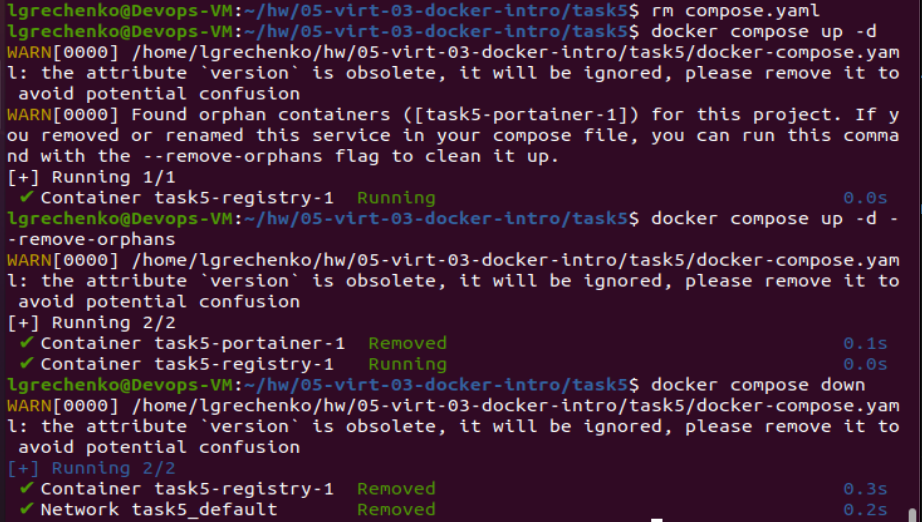 lgrechenko@Devops-VM:~/hw/05-virt-03-docker-intro/task5$ rm compose.yaml
lgrechenko@Devops-VM:~/hw/05-virt-03-docker-intro/task5$ docker compose up -d
WARN[0000] /home/lgrechenko/hw/05-virt-03-docker-intro/task5/docker-compose.yam
l: the attribute `version` is obsolete, it will be ignored, please remove it to
 avoid potential confusion
WARN[0000] Found orphan containers ([task5-portainer-1]) for this project. If y
ou removed or renamed this service in your compose file, you can run this comma
nd with the --remove-orphans flag to clean it up.
[+] Running 1/1
 ✔ Container task5-registry-1  Running 0.0s
lgrechenko@Devops-VM:~/hw/05-virt-03-docker-intro/task5$ docker compose up -d -
-remove-orphans
WARN[0000] /home/lgrechenko/hw/05-virt-03-docker-intro/task5/docker-compose.yam
l: the attribute `version` is obsolete, it will be ignored, please remove it to
 avoid potential confusion
[+] Running 2/2
 ✔ Container task5-portainer-1  Removed 0.1s
 ✔ Container task5-registry-1   Running 0.0s
lgrechenko@Devops-VM:~/hw/05-virt-03-docker-intro/task5$ docker compose down
WARN[0000] /home/lgrechenko/hw/05-virt-03-docker-intro/task5/docker-compose.yam
l: the attribute `version` is obsolete, it will be ignored, please remove it to
 avoid potential confusion
[+] Running 2/2
 ✔ Container task5-registry-1  Removed 0.3s
 ✔ Network task5_default       Removed 0.2s